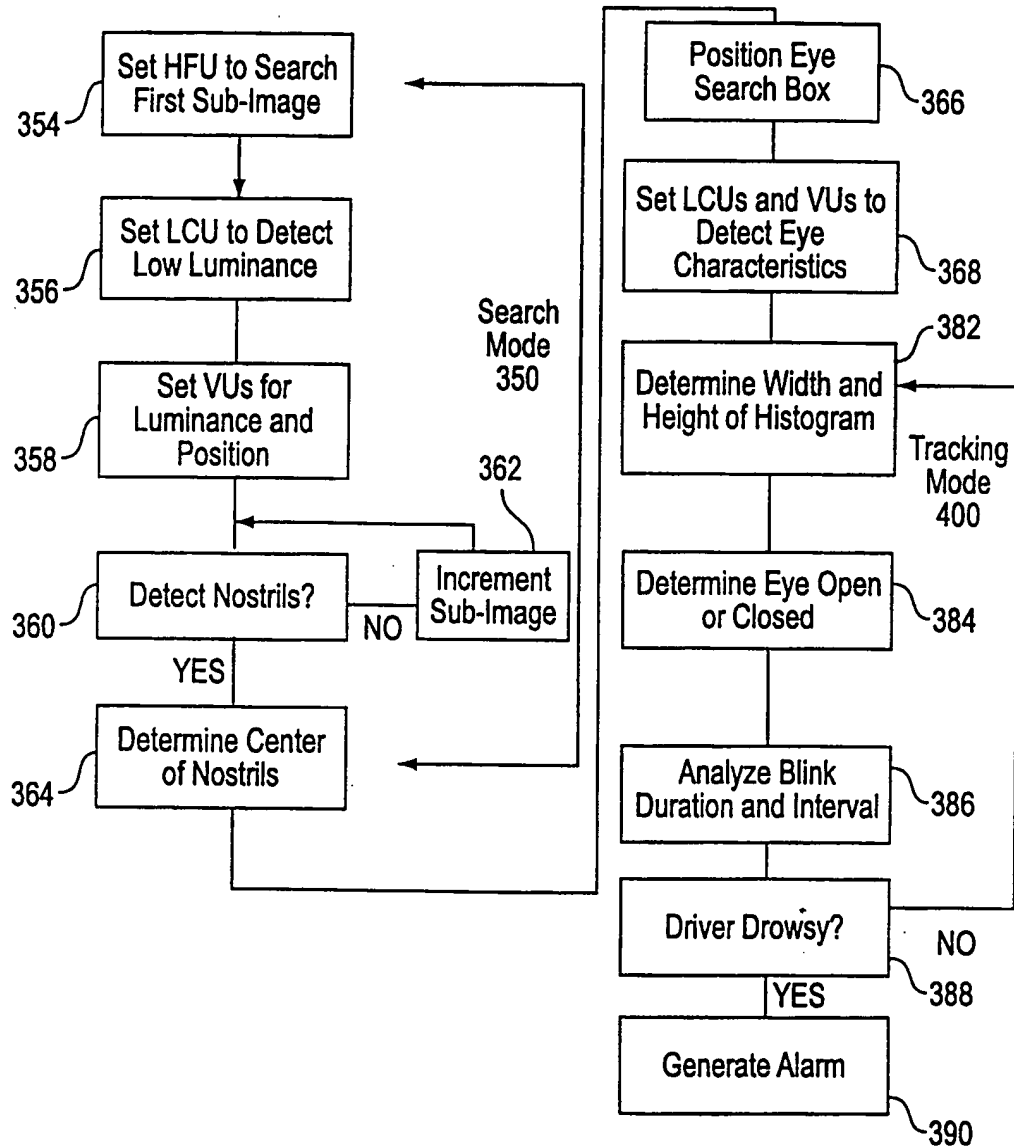 Set HFU to Search
First Sub-Image
354
Set LCU to Detect
Low Luminance
356
Set VUs for
Luminance and
Position
358
Search
Mode
350
362
Detect Nostrils?
360
NO
Increment
Sub-Image
YES
Determine Center
of Nostrils
364
Position Eye
Search Box
366
Set LCUs and VUs to
Detect Eye
Characteristics
368
382
Determine Width and
Height of Histogram
Tracking
Mode
400
Determine Eye Open
or Closed
384
Analyze Blink
Duration and Interval
386
Driver Drowsy?
NO
388
YES
Generate Alarm
390